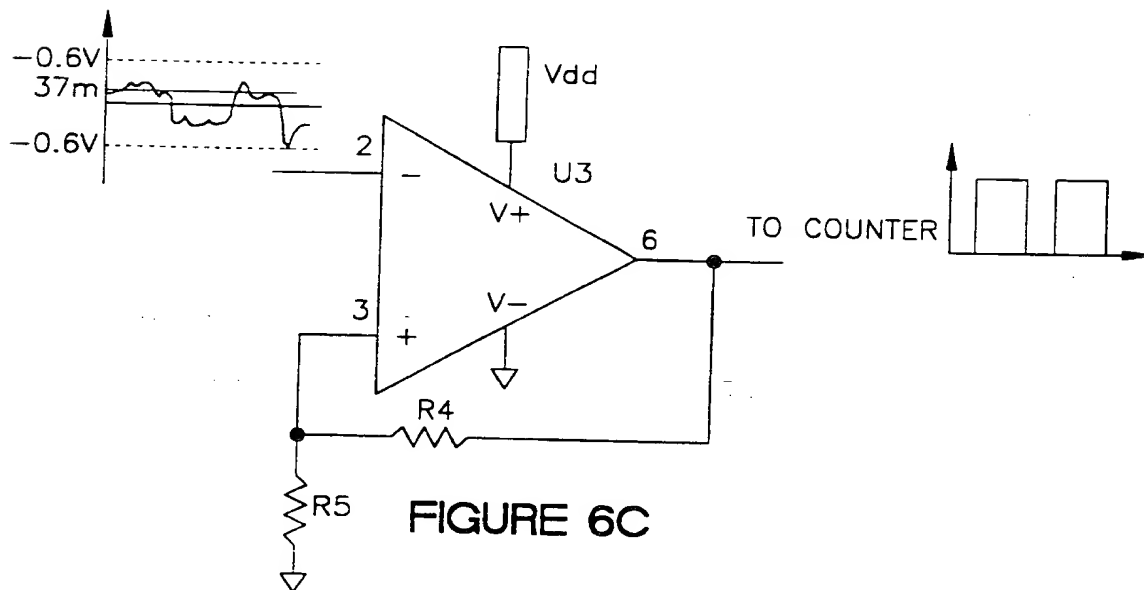 -0.6V
37m
-0.6V
Vdd
2
-
U3
V+
6
TO COUNTER
3
+
V-
R4
R5
FIGURE 6C